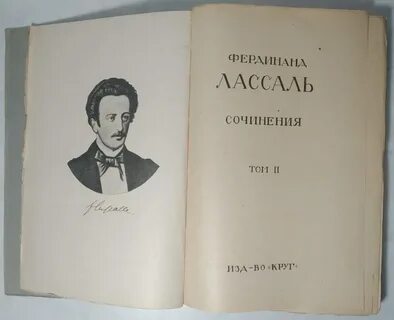 ФЕРДИНАНД
ЛАССАЛЬ
СОЧИНЕНИЯ
ТОМ II
ИЗД-ВО «КРУГ»